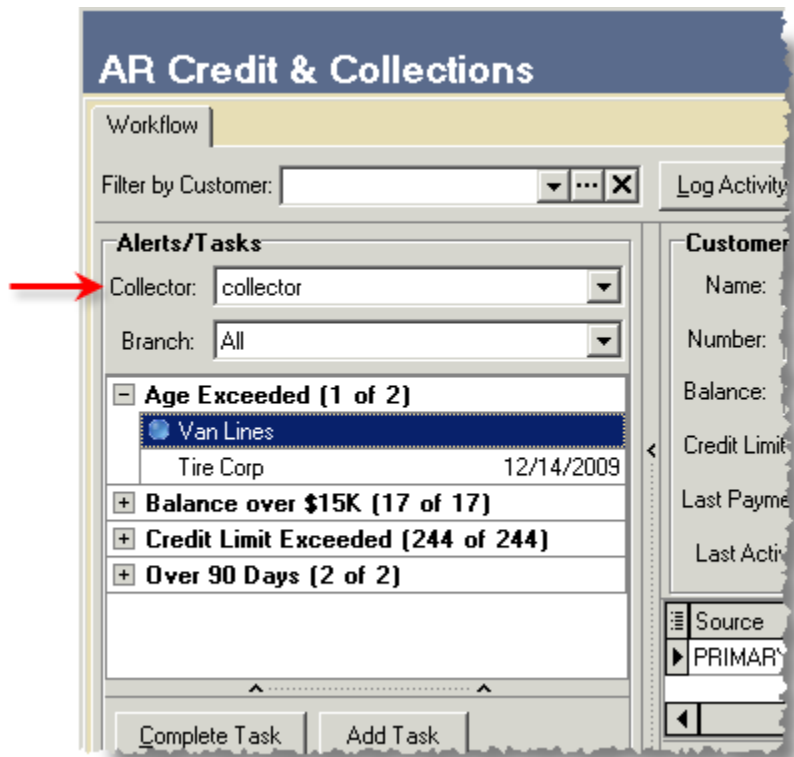 AR Credit & Collections
Workflow
Filter by Customer:
Log Activity
Alerts/Tasks
Collector: collector
Branch: All
Age Exceeded (1 of 2)
Van Lines
Tire Corp 12/14/2009
Balance over $15K (17 of 17)
Credit Limit Exceeded (244 of 244)
Over 90 Days (2 of 2)
Complete Task Add Task
Customer
Name:
Number:
Balance:
Credit Limit
Last Payme
Last Activ
Source
PRIMARY